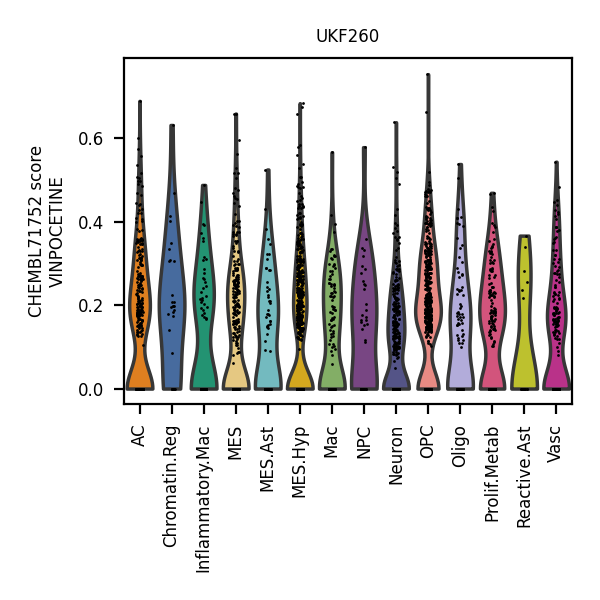 UKF260
CHEMBL71752 score
VINPOCETINE
0.6
0.4
0.2
0.0
AC
Chromatin.Reg
Inflammatory.Mac
MES
MES.Ast
MES.Hyp
Mac
NPC
Neuron
OPC
Oligo
Prolif.Metab
Reactive.Ast
Vasc